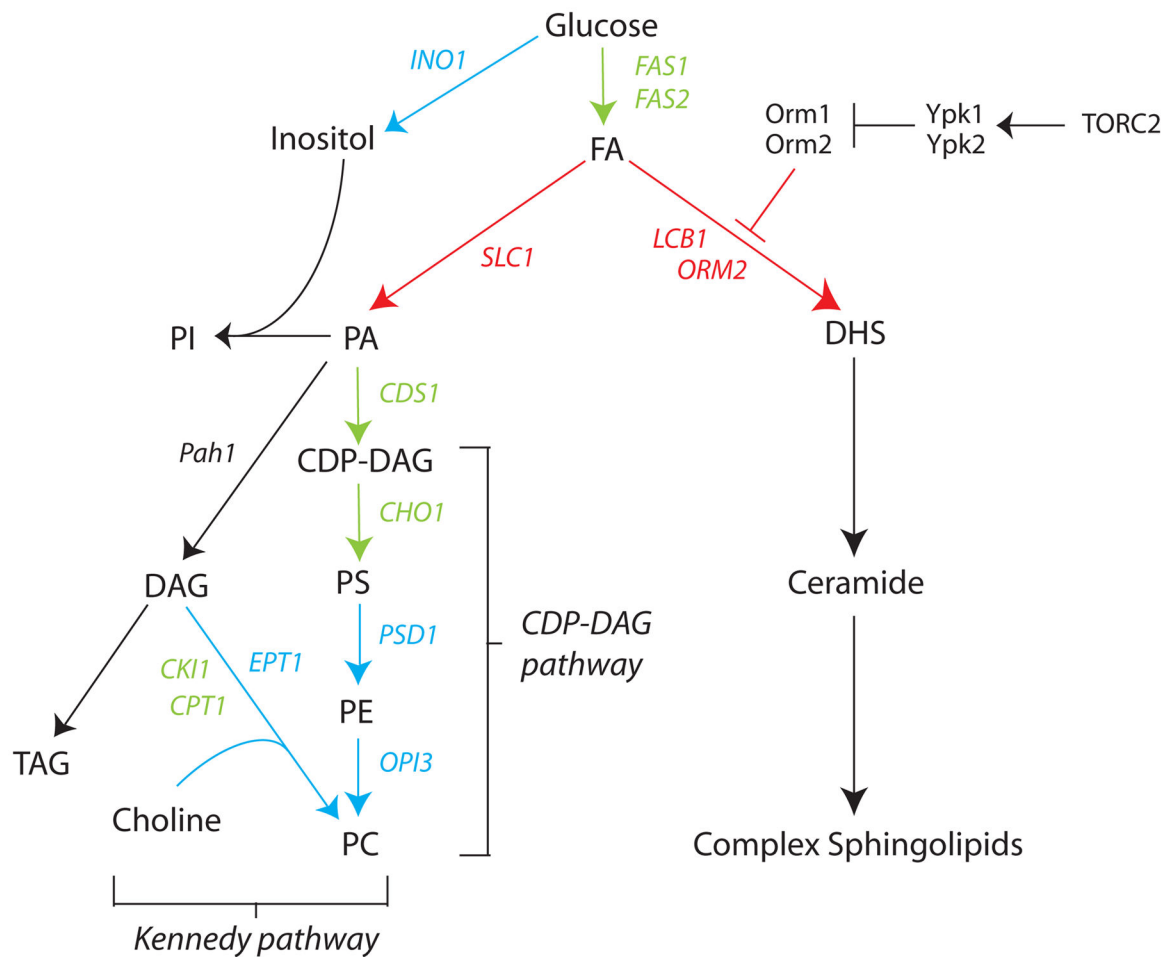 Glucose
INO1
FAS1
FAS2
Orm1
Orm2
Ypk1
Ypk2
TORC2
Inositol
FA
SLC1
LCB1
ORM2
PI
PA
DHS
CDS1
Pah1
CDP-DAG
CHO1
DAG
PS
Ceramide
CDP-DAG
pathway
PSD1
EPT1
CKI1
CPT1
PE
TAG
OPI3
Choline
PC
Complex Sphingolipids
Kennedy pathway